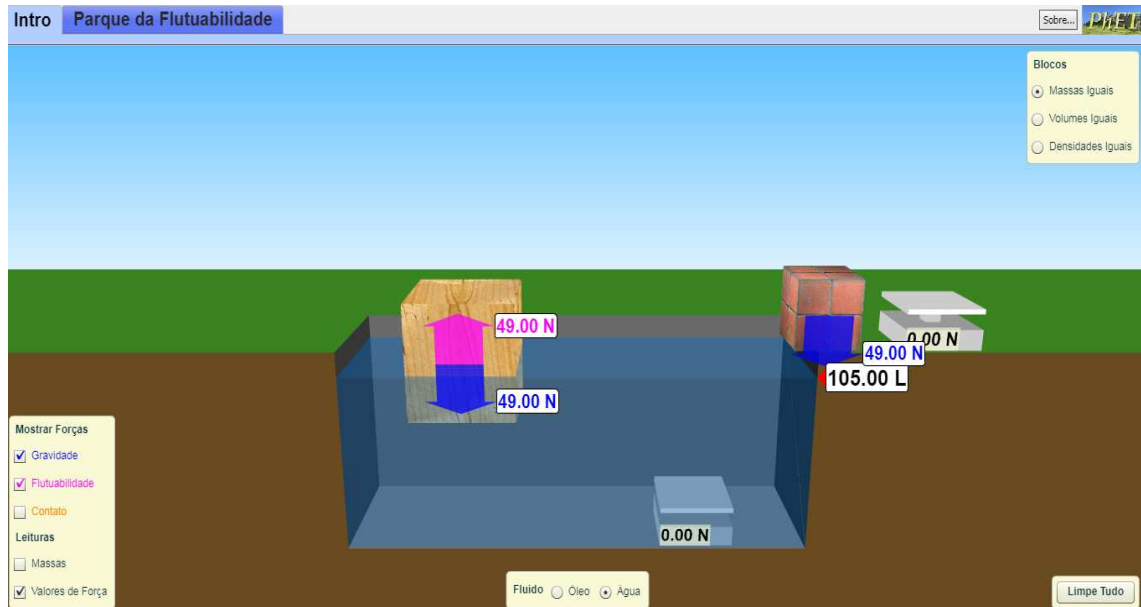 Intro Parque da Flutuabilidade Sobre... PhET
Blocos
Massas Iguais
Volumes Iguais
Densidades Iguais
49.00 N
0.00 N
49.00 N
105.00 L
49.00 N
Mostrar Forças
Gravidade
Flutuabilidade
Contato
Leituras
Massas
Valores de Força
0.00 N
Fluido Óleo Água
Limpe Tudo